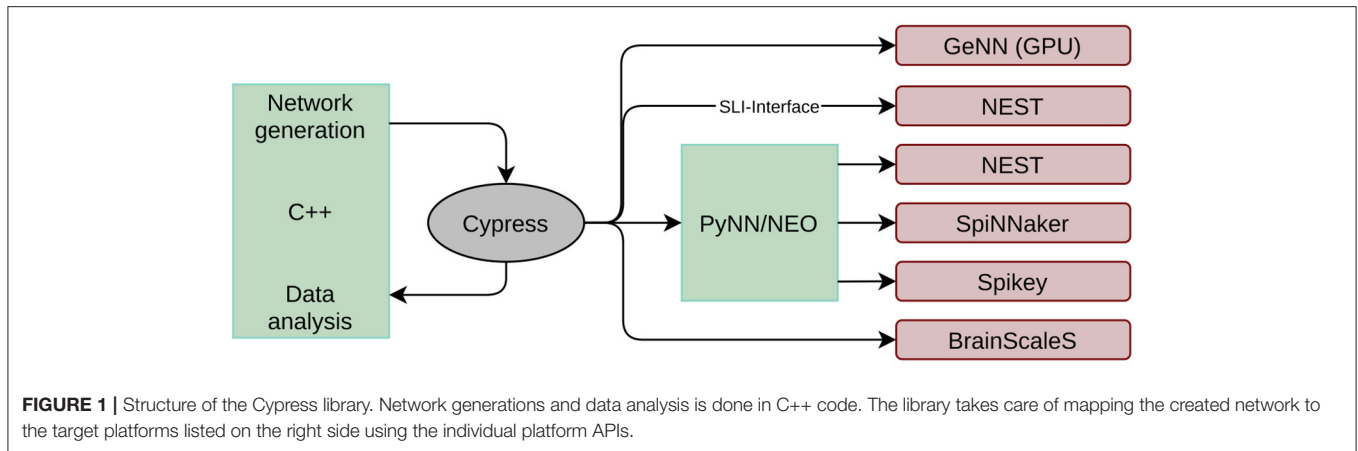 Network
generation
C++
Data
analysis
Cypress
SLI-Interface
PyNN/NEO
GeNN (GPU)
NEST
NEST
SpiNNaker
Spikey
BrainScaleS
FIGURE 1 | Structure of the Cypress library. Network generations and data analysis is done in C++ code. The library takes care of mapping the created network to
the target platforms listed on the right side using the individual platform APIs.